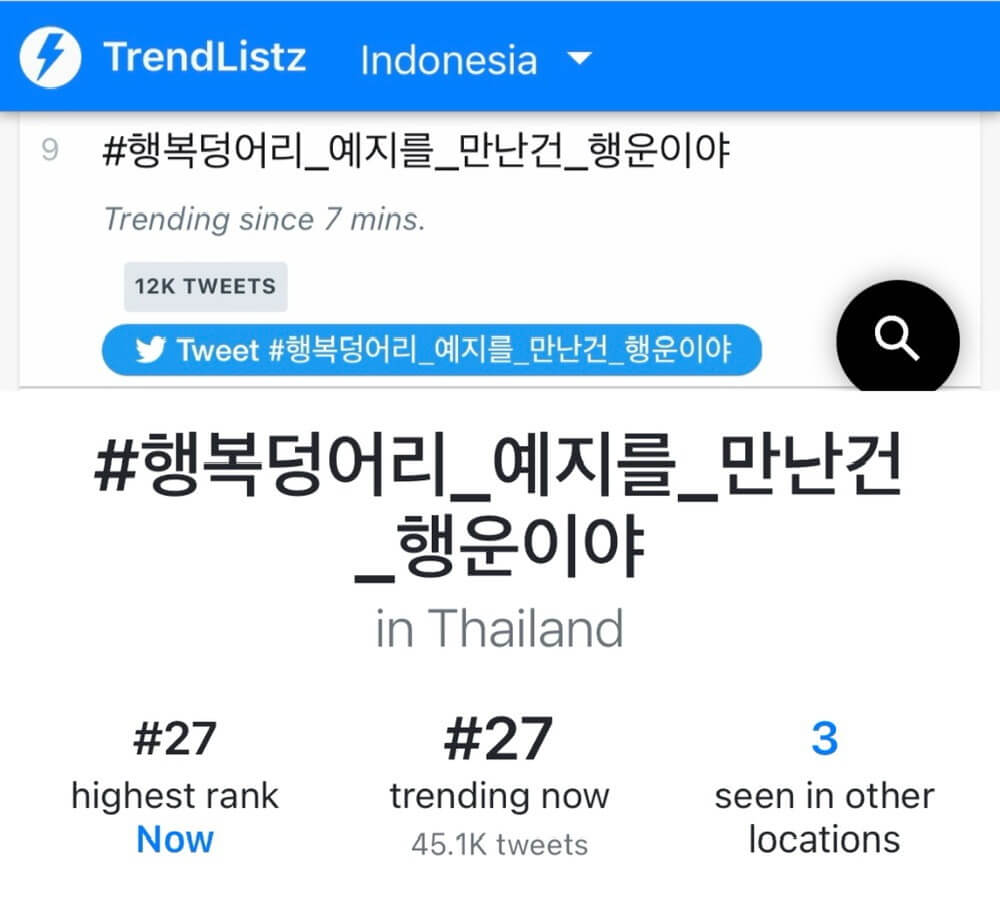 TrendListz Indonesia
9 #행복덩어리_예지를_만난건_행운이야
Trending since 7 mins.
12K TWEETS
Tweet #행복덩어리_예지를_만난건_행운이야
#행복덩어리_예지를_만난건
_행운이야
in Thailand
#27 #27 3
highest rank trending now seen in other
Now 45.1K tweets locations